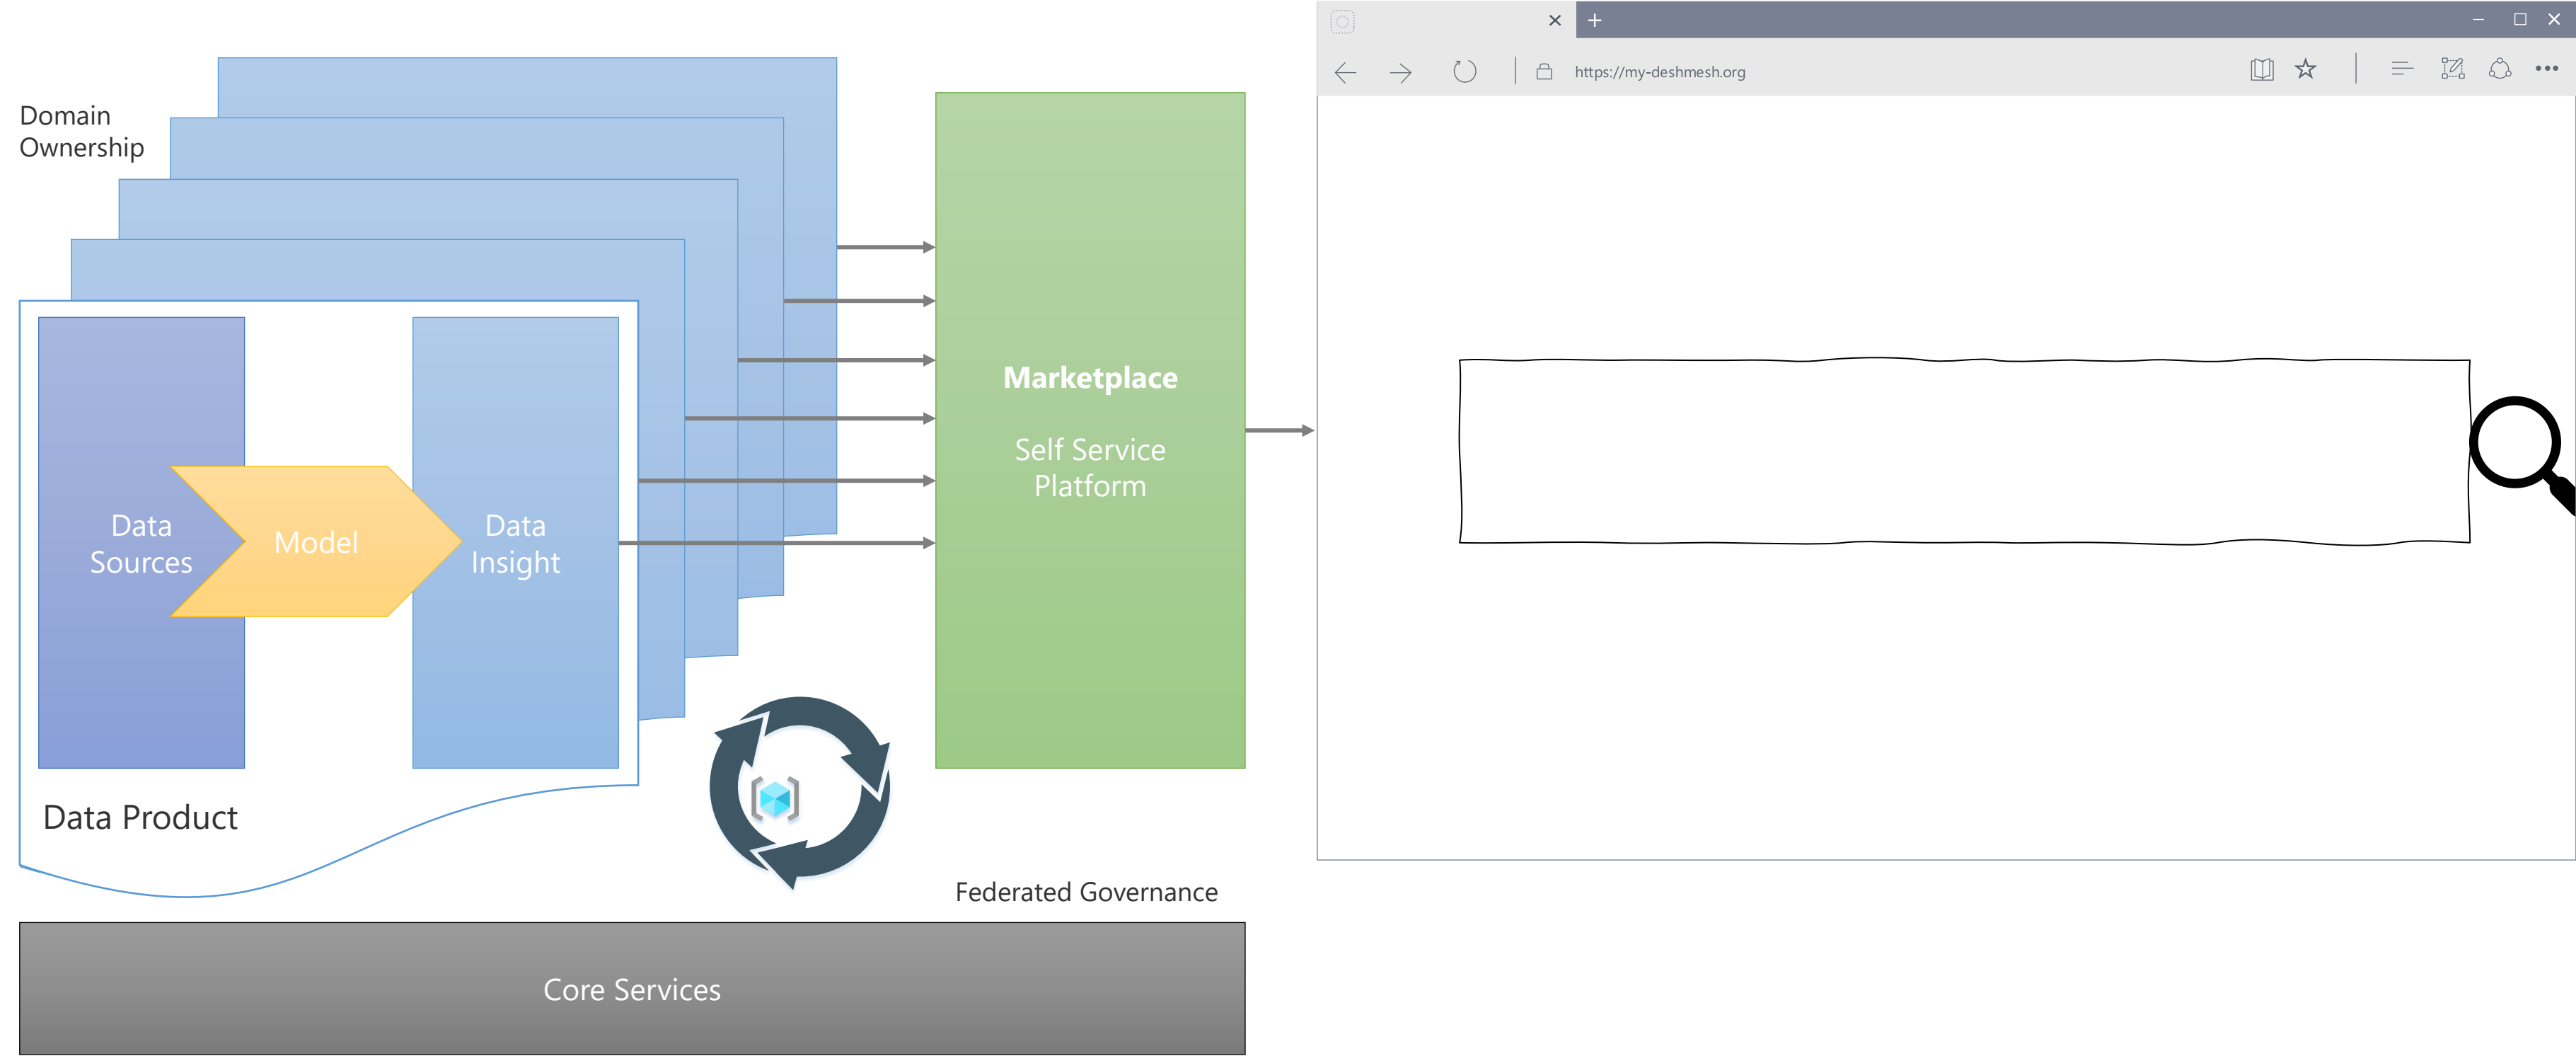 Domain
Ownership
Data
Sources
Model
Data
Insight
Data Product
Marketplace
Self Service
Platform
Federated Governance
Core Services
https://my-deshmesh.org